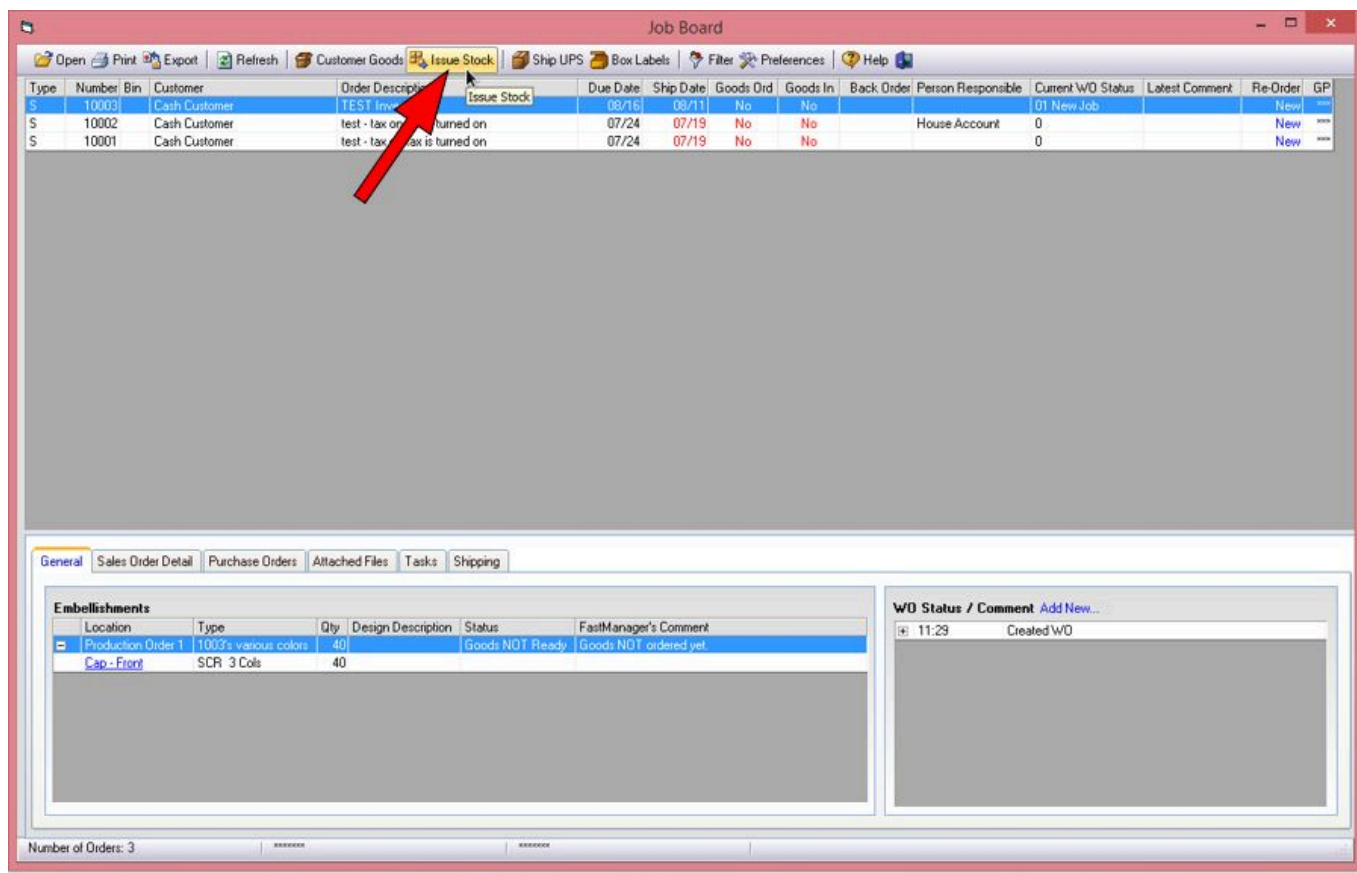 Job Board
Open Print Export Refresh Customer Goods Issue Stock Ship UPS Box Labels Filter Preferences Help
Type Number Bin Customer Order Description Due Date Ship Date Goods Ord Goods In Back Order Person Responsible Current WO Status Latest Comment Re-Order GP
S 10003 Cash Customer TEST 08/16 08/11 No No 01 New Job New ****
Issue Stock
S 10002 Cash Customer test - tax on turned on 07/24 07/19 No No House Account 0 New ****
S 10001 Cash Customer test - tax is turned on 07/24 07/19 No No 0 New ****
General Sales Order Detail Purchase Orders Attached Files Tasks Shipping
Embellishments
Location Type Qty Design Description Status FastManager's Comment
Production Order 1 1003's various colors 40 Goods NOT Ready Goods NOT ordered yet.
Cap - Front SCR 3 Cols 40
WO Status / Comment Add New...
11:29 Created WO
Number of Orders: 3 ******* *******